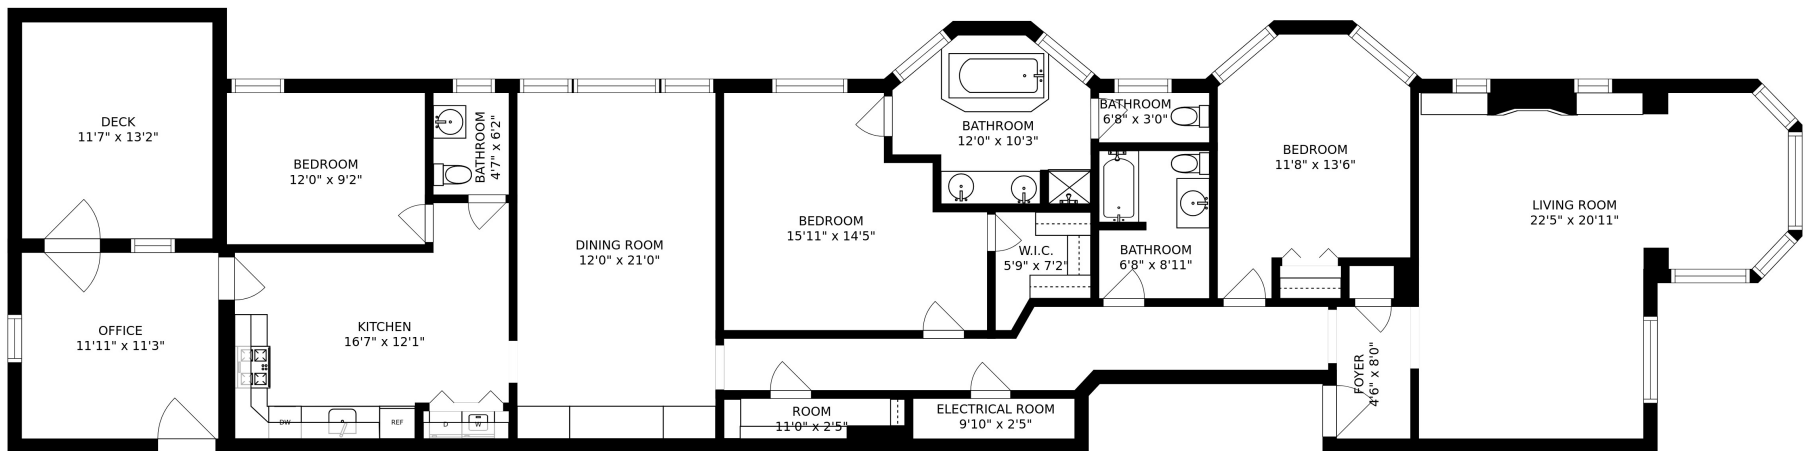 DECK
11'7" x 13'2"
BEDROOM
12'0" x 9'2"
BATHROOM
4'7" x 6'2"
OFFICE
11'11" x 11'3"
KITCHEN
16'7" x 12'1"
DW
REF
D
W
DINING ROOM
12'0" x 21'0"
BEDROOM
15'11" x 14'5"
BATHROOM
12'0" x 10'3"
BATHROOM
6'8" x 3'0"
W.I.C.
5'9" x 7'2"
BATHROOM
6'8" x 8'11"
ROOM
11'0" x 2'5"
ELECTRICAL ROOM
9'10" x 2'5"
BEDROOM
11'8" x 13'6"
FOYER
4'6" x 8'0"
LIVING ROOM
22'5" x 20'11"